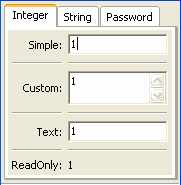 Integer String Password
Simple: 1
Custom: 1
Text: 1
ReadOnly: 1